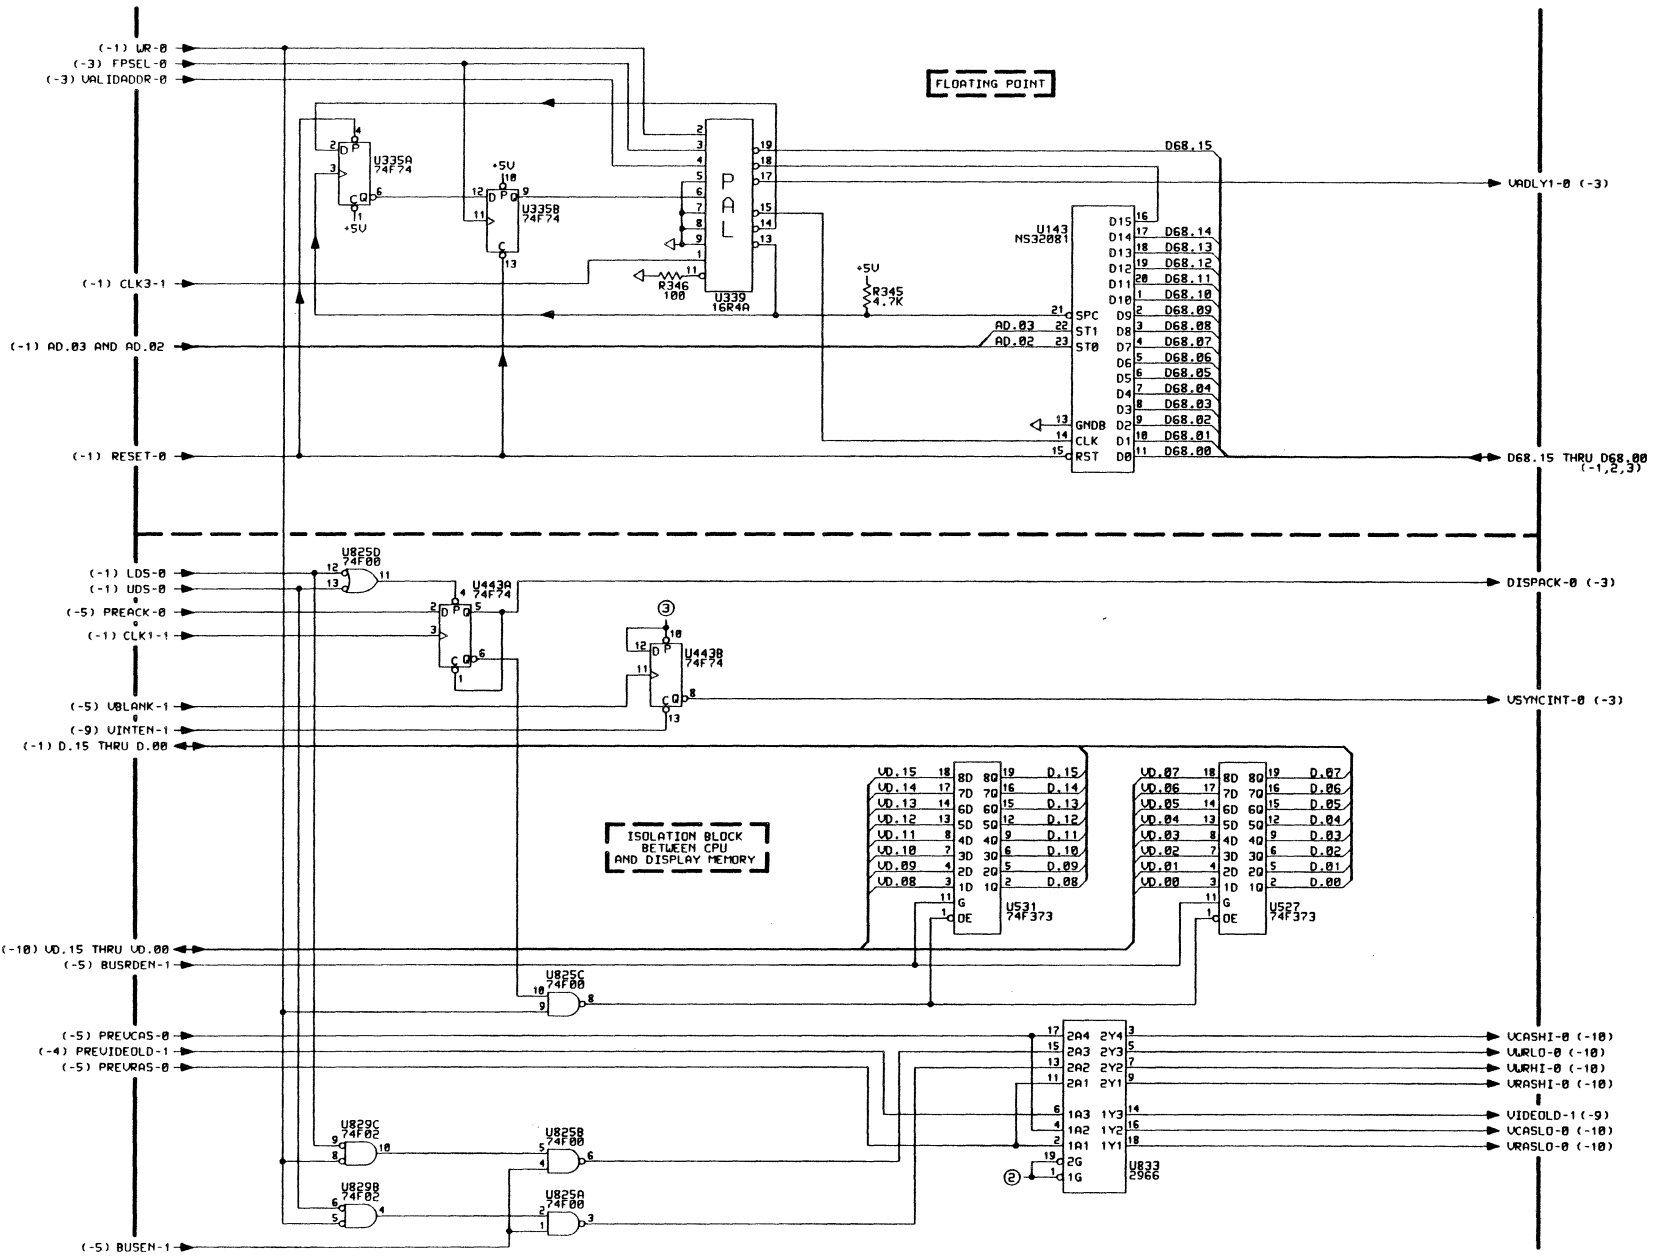 (-1) WR-0
(-3) FPSEL-0
(-3) VALIDADDR-0
FLOATING POINT
4
2 D P
U335A
74F74
3
6
C Q
1
+5V
+5V
10
12 D P Q 9
U335B
74F74
11
C
13
2
3
4
5
6
7
8
9
1
11
PAL
19
18
17
15
14
13
U339
16R4A
R346
100
D68.15
VADLY1-0 (-3)
(-1) CLK3-1
+5V
R345
4.7K
U143
NS32081
D15 16
D14 17 D68.14
D13 18 D68.13
D12 19 D68.12
D11 20 D68.11
D10 1 D68.10
21 SPC D9 2 D68.09
AD.03 22 ST1 D8 3 D68.08
AD.02 23 ST0 D7 4 D68.07
D6 5 D68.06
D5 6 D68.05
D4 7 D68.04
D3 8 D68.03
13 GNDB D2 9 D68.02
14 CLK D1 10 D68.01
15 RST D0 11 D68.00
(-1) AD.03 AND AD.02
(-1) RESET-0
D68.15 THRU D68.00
(-1,2,3)
U825D
74F00
(-1) LDS-0
12
13
11
(-1) UDS-0
U443A
74F74
4
DISPACK-0 (-3)
(-5) PREACK-0
2 D P Q 5
(-1) CLK1-1
3
C Q 6
1
3
10
12 D P
U443B
74F74
11
C Q 8
13
(-5) VBLANK-1
VSYNCINT-0 (-3)
(-9) VINTEN-1
(-1) D.15 THRU D.00
VD.15 18 8D 8Q 19 D.15
VD.14 17 7D 7Q 16 D.14
VD.13 14 6D 6Q 15 D.13
VD.12 13 5D 5Q 12 D.12
VD.11 8 4D 4Q 9 D.11
VD.10 7 3D 3Q 6 D.10
VD.09 4 2D 2Q 5 D.09
VD.08 3 1D 1Q 2 D.08
11 G
1 OE
U531
74F373
VD.07 18 8D 8Q 19 D.07
VD.06 17 7D 7Q 16 D.06
VD.05 14 6D 6Q 15 D.05
VD.04 13 5D 5Q 12 D.04
VD.03 8 4D 4Q 9 D.03
VD.02 7 3D 3Q 6 D.02
VD.01 4 2D 2Q 5 D.01
VD.00 3 1D 1Q 2 D.00
11 G
1 OE
U527
74F373
ISOLATION BLOCK
BETWEEN CPU
AND DISPLAY MEMORY
(-10) VD.15 THRU VD.00
(-5) BUSRDEN-1
U825C
74F00
10
9
8
(-5) PREVCAS-0
(-4) PREVIDEOLD-1
(-5) PREVRAS-0
17 2A4 2Y4 3 VCASHI-0 (-10)
15 2A3 2Y3 5 VWRLO-0 (-10)
13 2A2 2Y2 7 VWRHI-0 (-10)
11 2A1 2Y1 9 VRASHI-0 (-10)
6 1A3 1Y3 14 VIDEOLD-1 (-9)
4 1A2 1Y2 16 VCASLO-0 (-10)
2 1A1 1Y1 18 VRASLO-0 (-10)
19 2G
2 1 1G
U833
2966
U829C
74F02
9
8
10
U825B
74F00
5
4
6
U829B
74F02
6
5
4
U825A
74F00
2
1
3
(-5) BUSEN-1